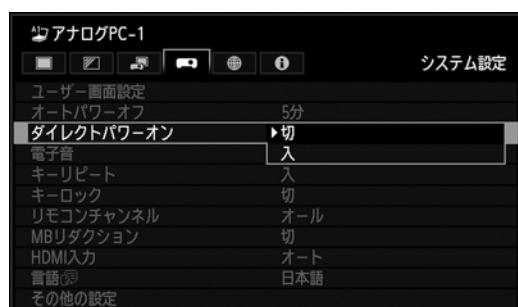 アナログPC-1
システム設定
ユーザー画面設定
オートパワーオフ 5分
ダイレクトパワーオン 切
電子音 入
キーリピート 入
キーロック 切
リモコンチャンネル オール
MBリダクション 切
HDMI入力 オート
言語 日本語
その他の設定